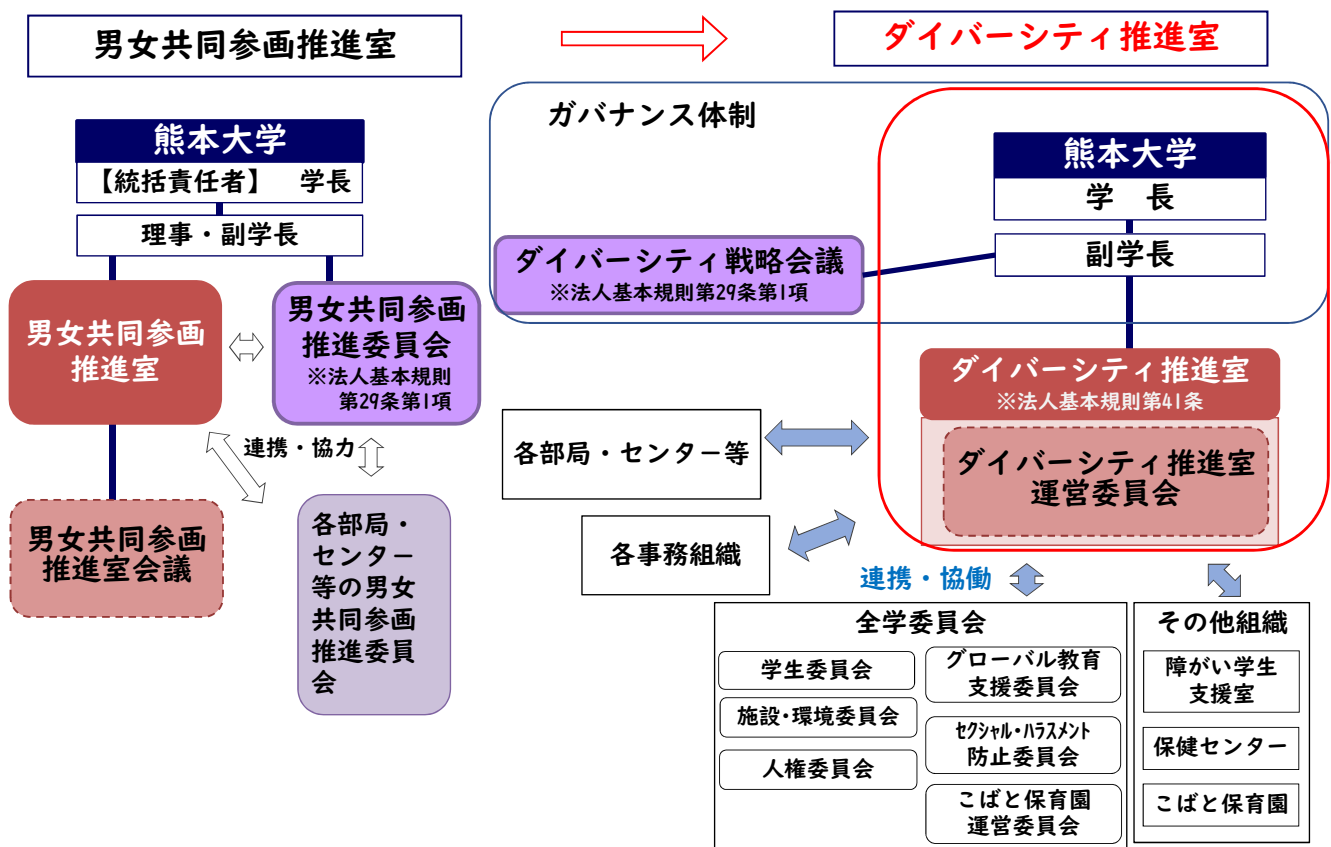 男女共同参画推進室
ダイバーシティ推進室
熊本大学
【統括責任者】　学長
理事・副学長
男女共同参画
推進室
男女共同参画
推進委員会
※法人基本規則
第29条第1項
連携・協力
男女共同参画
推進室会議
各部局・
センター
等の男女
共同参画
推進委員
会
ガバナンス体制
熊本大学
学　長
副学長
ダイバーシティ戦略会議
※法人基本規則第29条第1項
ダイバーシティ推進室
※法人基本規則第41条
ダイバーシティ推進室
運営委員会
各部局・センター等
各事務組織
連携・協働
全学委員会
学生委員会
施設・環境委員会
人権委員会
グローバル教育
支援委員会
ｾｸｼｬﾙ・ﾊﾗｽﾒﾝﾄ
防止委員会
こばと保育園
運営委員会
その他組織
障がい学生
支援室
保健センター
こばと保育園